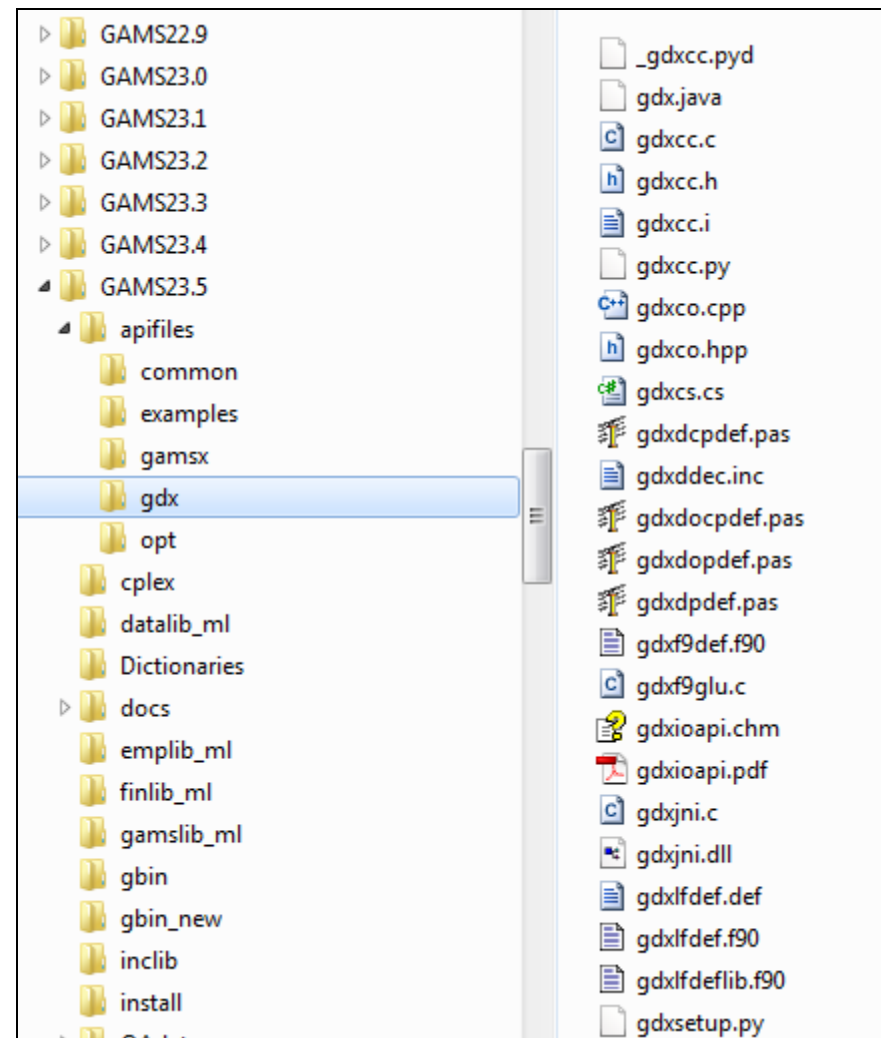 GAMS22.9
GAMS23.0
GAMS23.1
GAMS23.2
GAMS23.3
GAMS23.4
GAMS23.5
apifiles
common
examples
gamsx
gdx
opt
cplex
datalib_ml
Dictionaries
docs
emplib_ml
finlib_ml
gamslib_ml
gbin
gbin_new
inclib
install
_gdxcc.pyd
gdx.java
gdxcc.c
gdxcc.h
gdxcc.i
gdxcc.py
gdxco.cpp
gdxco.hpp
gdxcs.cs
gdxdcpdef.pas
gdxddec.inc
gdxdocpdef.pas
gdxdopdef.pas
gdxdpdef.pas
gdxf9def.f90
gdxf9glu.c
gdxioapi.chm
gdxioapi.pdf
gdxjni.c
gdxjni.dll
gdxlfdef.def
gdxlfdef.f90
gdxlfdeflib.f90
gdxsetup.py